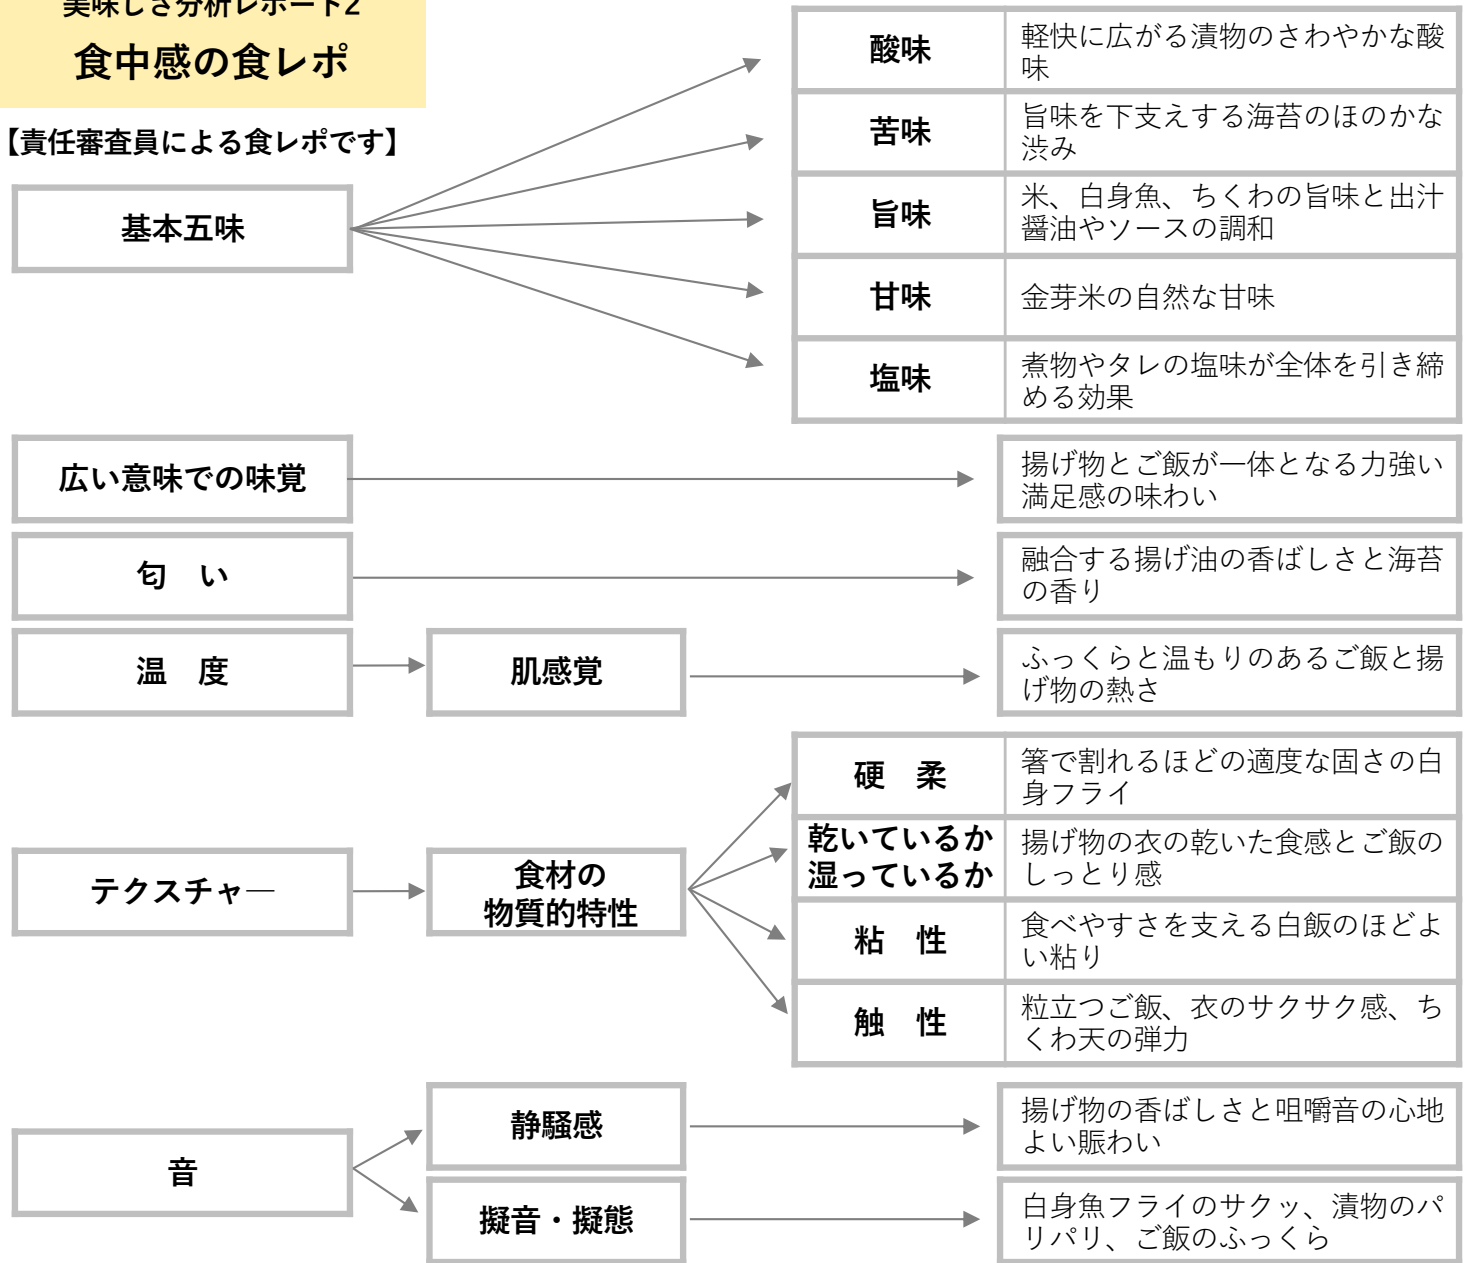 美味しさ分析レポート2
食中感の食レポ
【責任審査員による食レポです】
基本五味
酸味
軽快に広がる漬物のさわやかな酸
味
苦味
旨味を下支えする海苔のほのかな
渋み
旨味
米、白身魚、ちくわの旨味と出汁
醤油やソースの調和
甘味
金芽米の自然な甘味
塩味
煮物やタレの塩味が全体を引き締
める効果
広い意味での味覚
揚げ物とご飯が一体となる力強い
満足感の味わい
匂　い
融合する揚げ油の香ばしさと海苔
の香り
温　度
肌感覚
ふっくらと温もりのあるご飯と揚
げ物の熱さ
テクスチャ―
食材の
物質的特性
硬　柔
箸で割れるほどの適度な固さの白
身フライ
乾いているか
湿っているか
揚げ物の衣の乾いた食感とご飯の
しっとり感
粘　性
食べやすさを支える白飯のほどよ
い粘り
触　性
粒立つご飯、衣のサクサク感、ち
くわ天の弾力
音
静騒感
揚げ物の香ばしさと咀嚼音の心地
よい賑わい
擬音・擬態
白身魚フライのサクッ、漬物のパ
リパリ、ご飯のふっくら